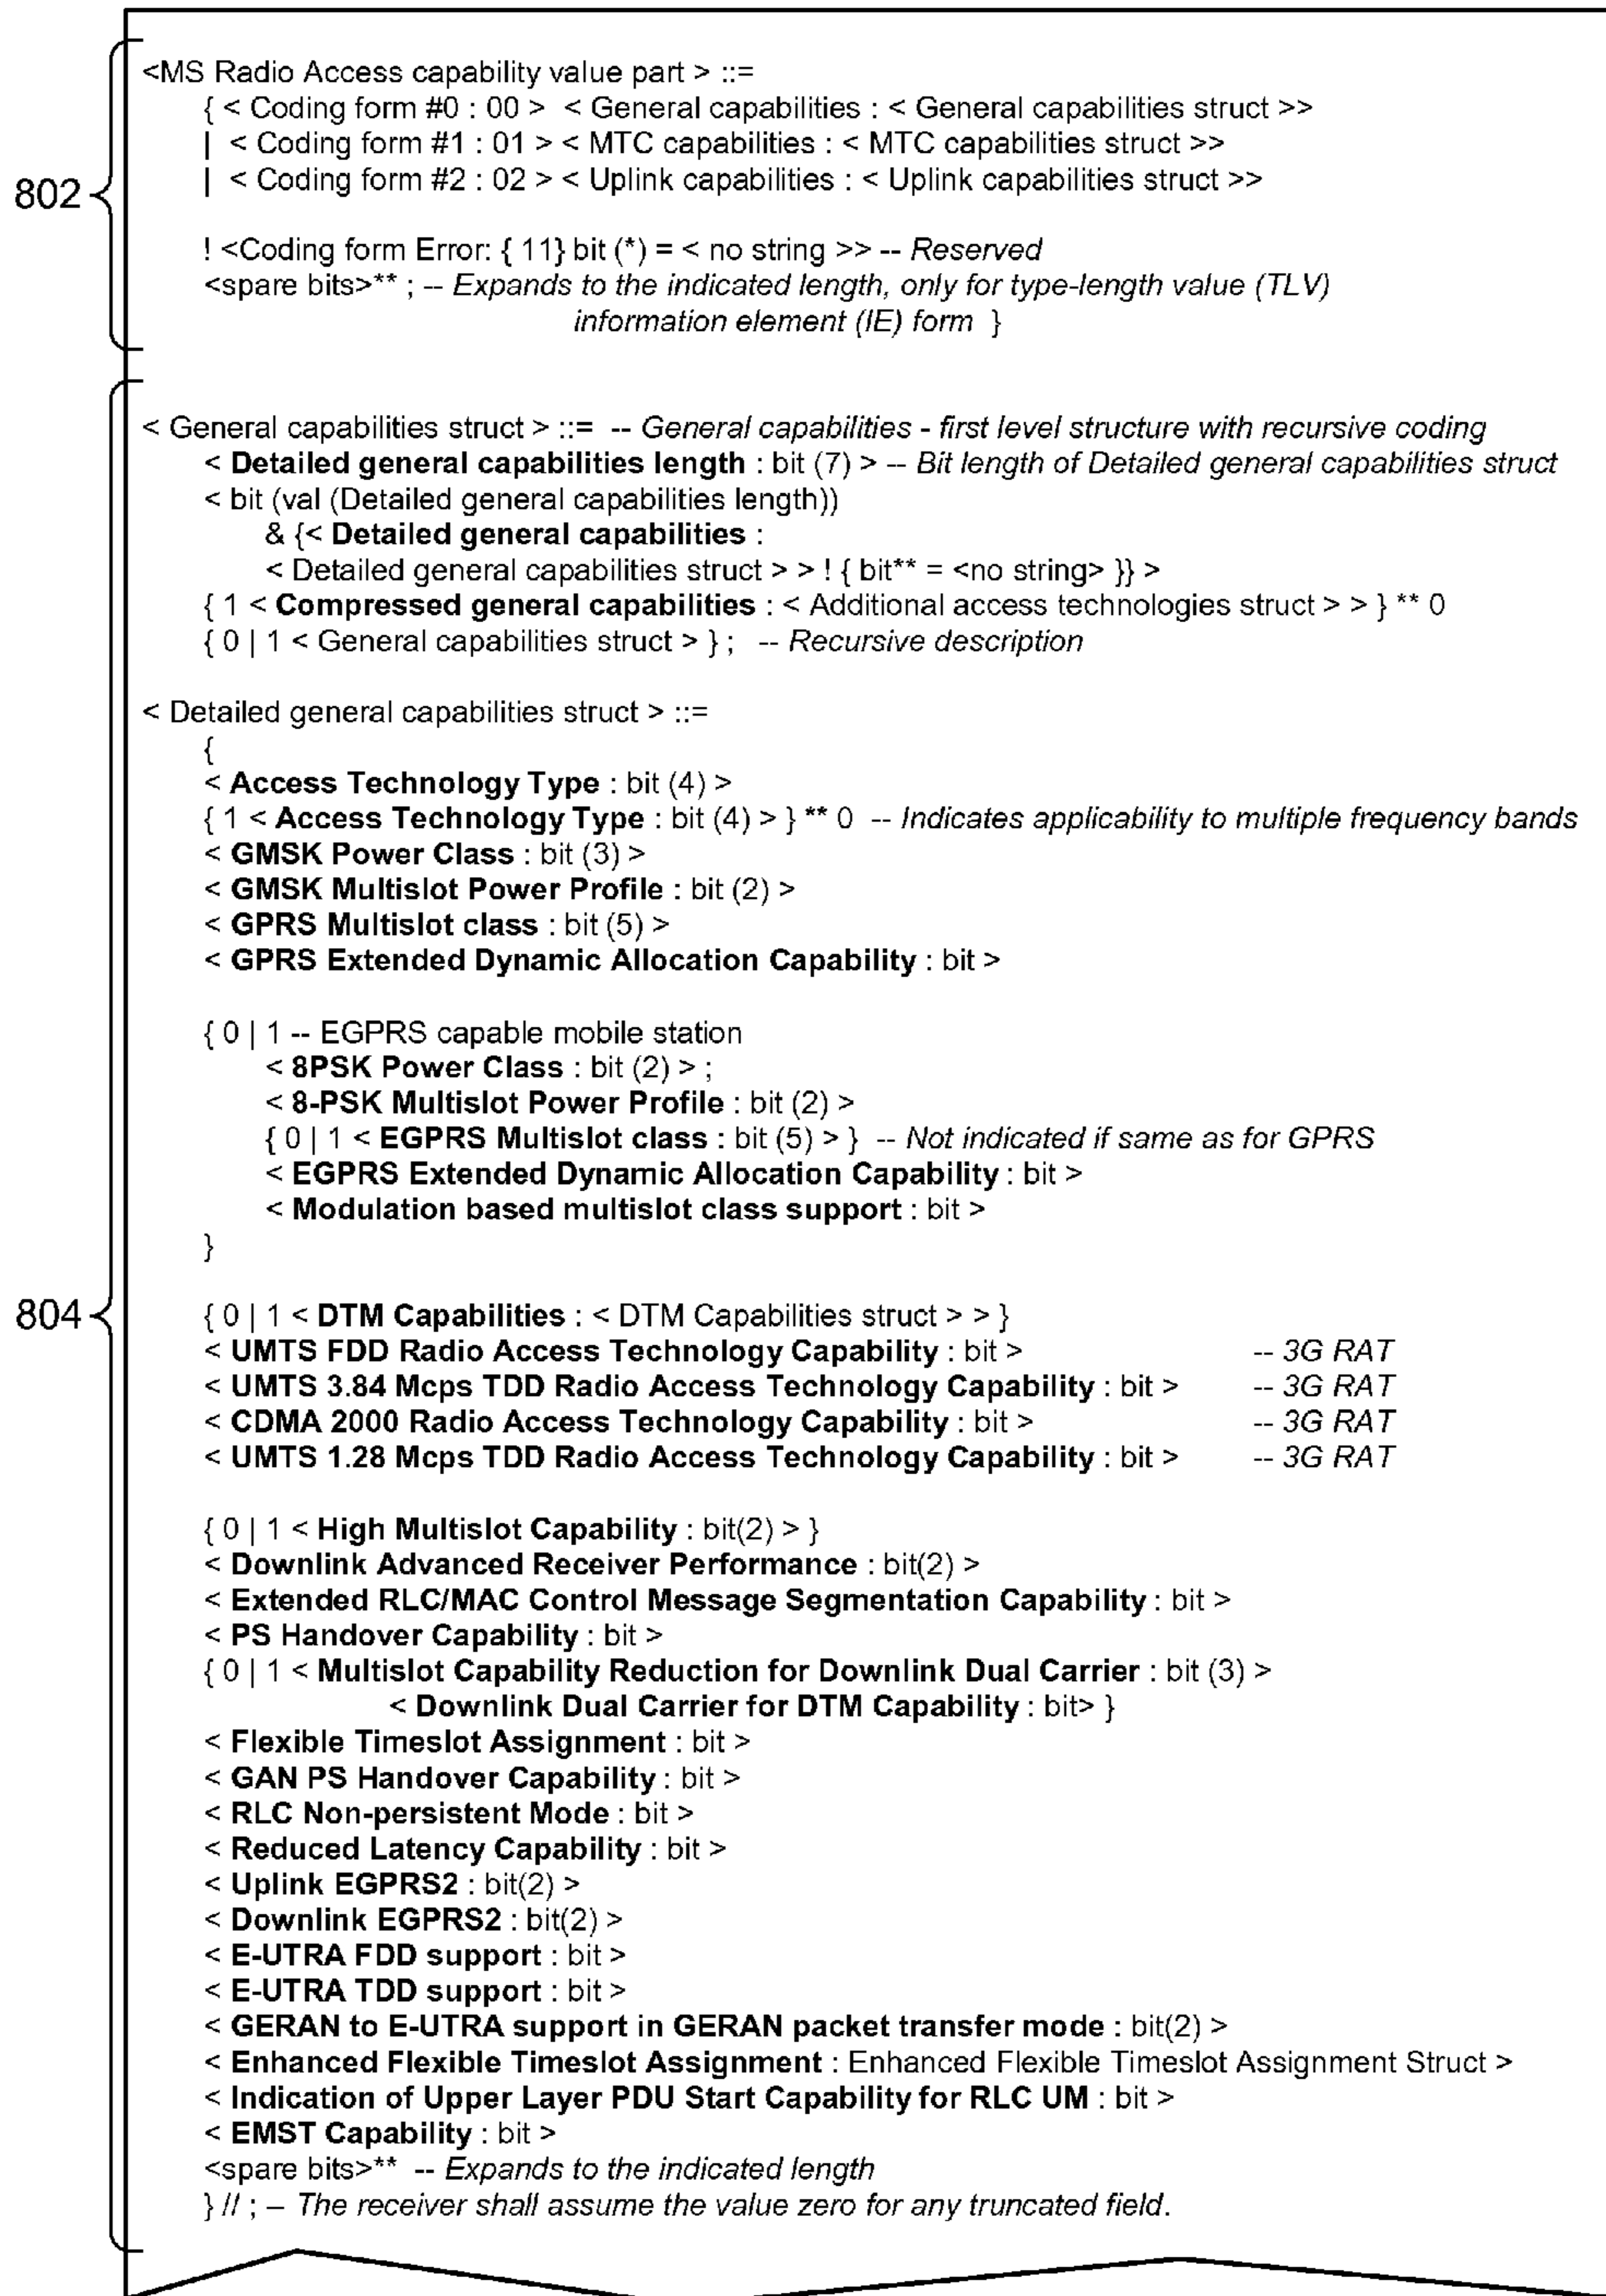 <MS Radio Access capability value part > ::=
{ < Coding form #0 : 00 > < General capabilities : < General capabilities struct >>
| < Coding form #1 : 01 > < MTC capabilities : < MTC capabilities struct >>
802
| < Coding form #2 : 02 > < Uplink capabilities : < Uplink capabilities struct >>
! <Coding form Error: { 11} bit (*) = < no string >> -- Reserved
<spare bits>** ; -- Expands to the indicated length, only for type-length value (TLV)
information element (IE) form }
< General capabilities struct > ::= -- General capabilities - first level structure with recursive coding
< Detailed general capabilities length : bit (7) > -- Bit length of Detailed general capabilities struct
< bit (val (Detailed general capabilities length))
& {< Detailed general capabilities :
< Detailed general capabilities struct > > ! { bit** = <no string> }} >
{ 1 < Compressed general capabilities : < Additional access technologies struct > > } ** 0
{ 0 | 1 < General capabilities struct > } ; -- Recursive description
< Detailed general capabilities struct > ::=
{
< Access Technology Type : bit (4) >
{ 1 < Access Technology Type : bit (4) > } ** 0 -- Indicates applicability to multiple frequency bands
< GMSK Power Class : bit (3) >
< GMSK Multislot Power Profile : bit (2) >
< GPRS Multislot class : bit (5) >
< GPRS Extended Dynamic Allocation Capability : bit >
{ 0 | 1 -- EGPRS capable mobile station
< 8PSK Power Class : bit (2) > ;
< 8-PSK Multislot Power Profile : bit (2) >
{ 0 | 1 < EGPRS Multislot class : bit (5) > } -- Not indicated if same as for GPRS
< EGPRS Extended Dynamic Allocation Capability : bit >
< Modulation based multislot class support : bit >
}
804
{ 0 | 1 < DTM Capabilities : < DTM Capabilities struct > > }
< UMTS FDD Radio Access Technology Capability : bit > -- 3G RAT
< UMTS 3.84 Mcps TDD Radio Access Technology Capability : bit > -- 3G RAT
< CDMA 2000 Radio Access Technology Capability : bit > -- 3G RAT
< UMTS 1.28 Mcps TDD Radio Access Technology Capability : bit > -- 3G RAT
{ 0 | 1 < High Multislot Capability : bit(2) > }
< Downlink Advanced Receiver Performance : bit(2) >
< Extended RLC/MAC Control Message Segmentation Capability : bit >
< PS Handover Capability : bit >
{ 0 | 1 < Multislot Capability Reduction for Downlink Dual Carrier : bit (3) >
< Downlink Dual Carrier for DTM Capability : bit> }
< Flexible Timeslot Assignment : bit >
< GAN PS Handover Capability : bit >
< RLC Non-persistent Mode : bit >
< Reduced Latency Capability : bit >
< Uplink EGPRS2 : bit(2) >
< Downlink EGPRS2 : bit(2) >
< E-UTRA FDD support : bit >
< E-UTRA TDD support : bit >
< GERAN to E-UTRA support in GERAN packet transfer mode : bit(2) >
< Enhanced Flexible Timeslot Assignment : Enhanced Flexible Timeslot Assignment Struct >
< Indication of Upper Layer PDU Start Capability for RLC UM : bit >
< EMST Capability : bit >
<spare bits>** -- Expands to the indicated length
} // ; – The receiver shall assume the value zero for any truncated field.